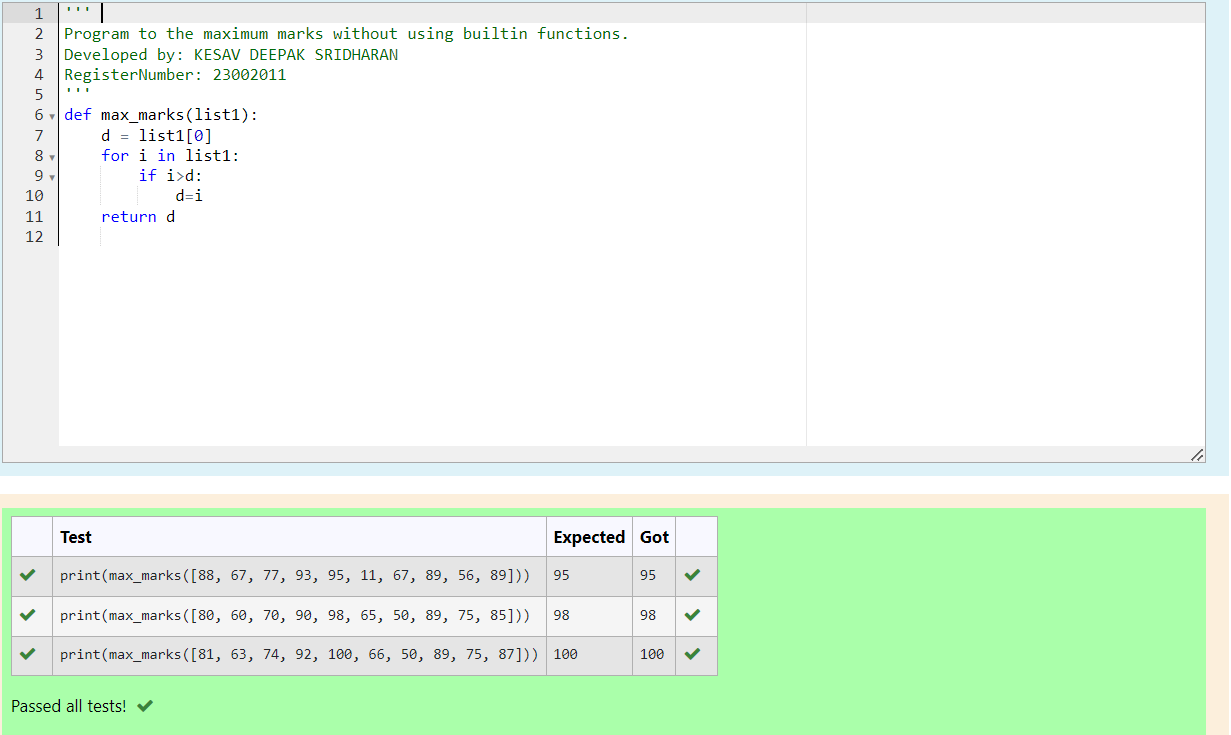 1 '''
2 Program to the maximum marks without using builtin functions.
3 Developed by: KESAV DEEPAK SRIDHARAN
4 RegisterNumber: 23002011
5 '''
6 def max_marks(list1):
7     d = list1[0]
8     for i in list1:
9         if i>d:
10             d=i
11     return d
12
Test Expected Got
print(max_marks([88, 67, 77, 93, 95, 11, 67, 89, 56, 89])) 95 95
print(max_marks([80, 60, 70, 90, 98, 65, 50, 89, 75, 85])) 98 98
print(max_marks([81, 63, 74, 92, 100, 66, 50, 89, 75, 87])) 100 100
Passed all tests!